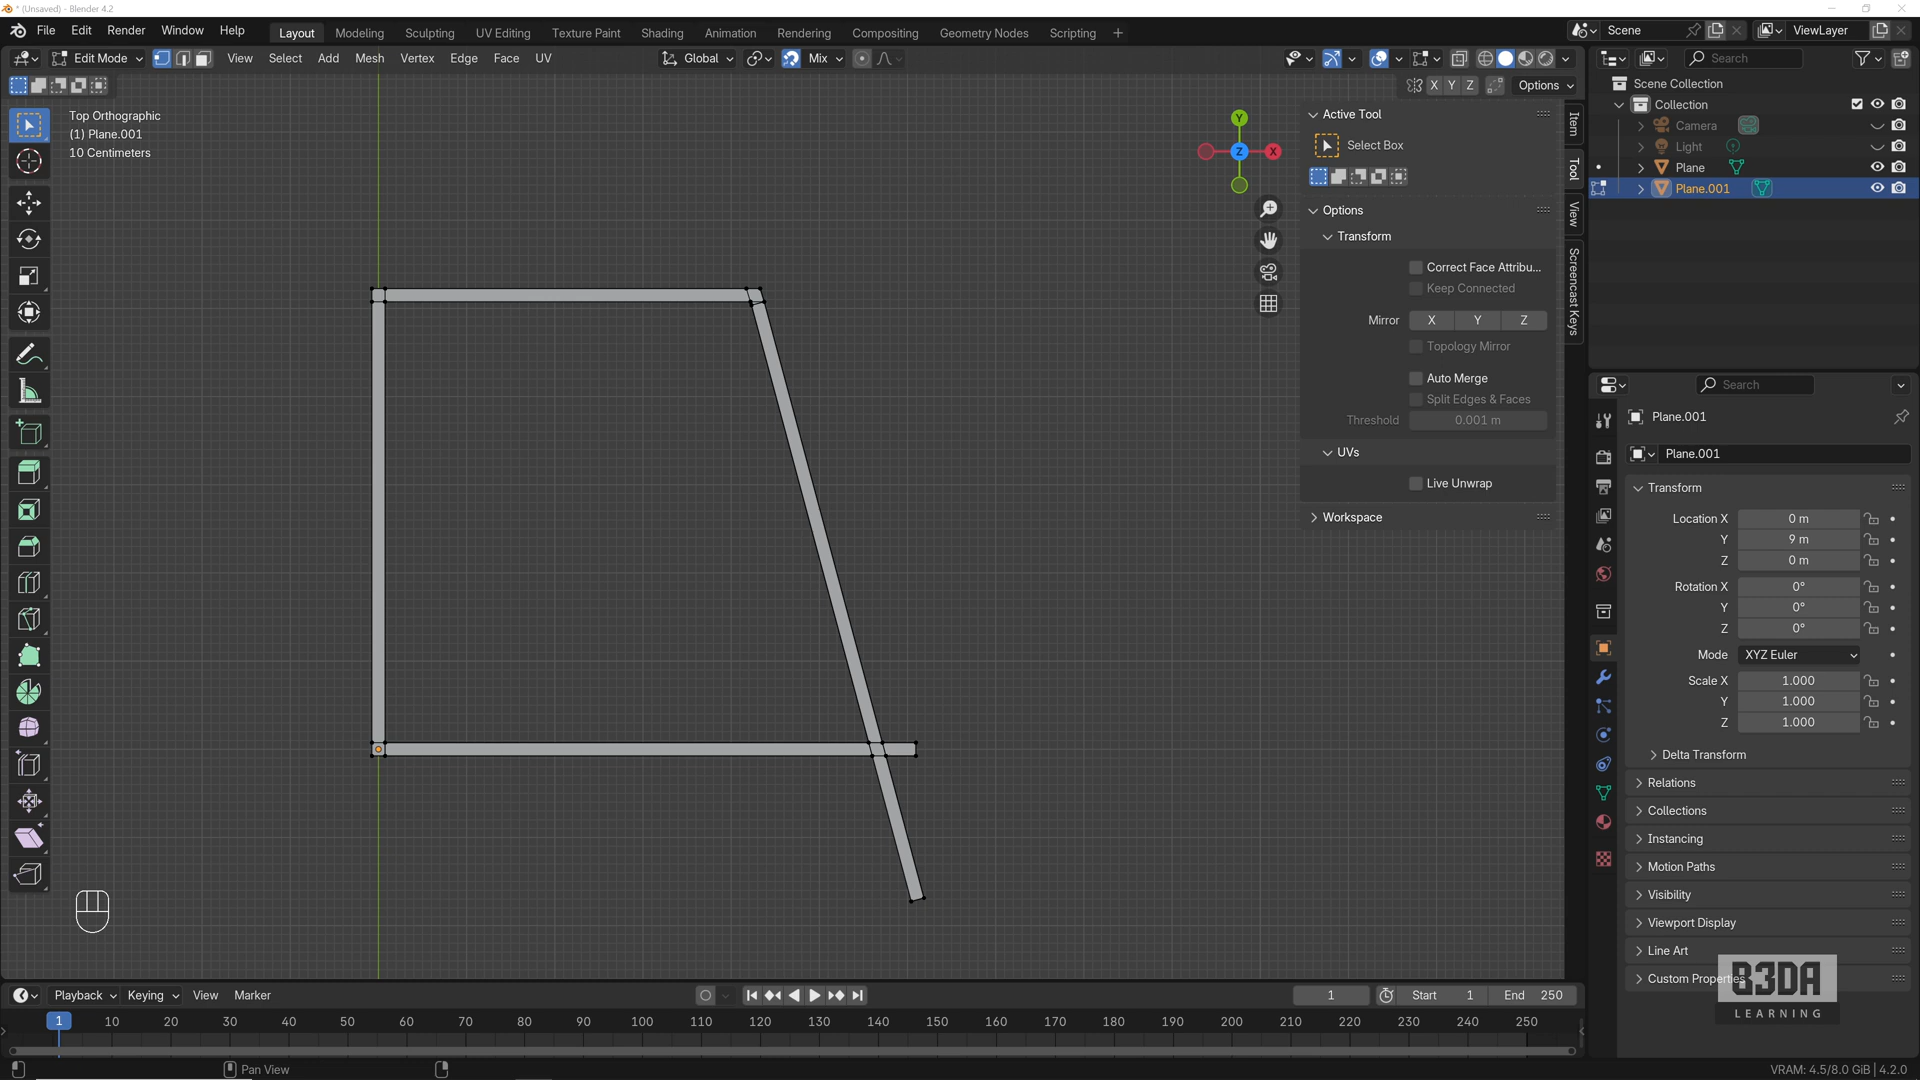 * (Unsaved) - Blender 4.2
File Edit Render Window Help Layout Modeling Sculpting UV Editing Texture Paint Shading Animation Rendering Compositing Geometry Nodes Scripting + Scene ViewLayer
Edit Mode View Select Add Mesh Vertex Edge Face UV Global Mix Search
X Y Z Options
Top Orthographic
(1) Plane.001
10 Centimeters
Y
Z
X
Active Tool
Select Box
Options
Transform
Correct Face Attribu...
Keep Connected
Mirror X Y Z
Topology Mirror
Auto Merge
Split Edges & Faces
Threshold 0.001 m
UVs
Live Unwrap
Workspace
Item
Tool
View
Screencast Keys
Scene Collection
Collection
Camera
Light
Plane
Plane.001
Search
Plane.001
Plane.001
Transform
Location X 0 m
Y 9 m
Z 0 m
Rotation X 0°
Y 0°
Z 0°
Mode XYZ Euler
Scale X 1.000
Y 1.000
Z 1.000
Delta Transform
Relations
Collections
Instancing
Motion Paths
Visibility
Viewport Display
Line Art
Custom Properties
B3DA
LEARNING
Playback Keying View Marker 1 Start 1 End 250
1 10 20 30 40 50 60 70 80 90 100 110 120 130 140 150 160 170 180 190 200 210 220 230 240 250
Pan View
VRAM: 4.5/8.0 GiB | 4.2.0